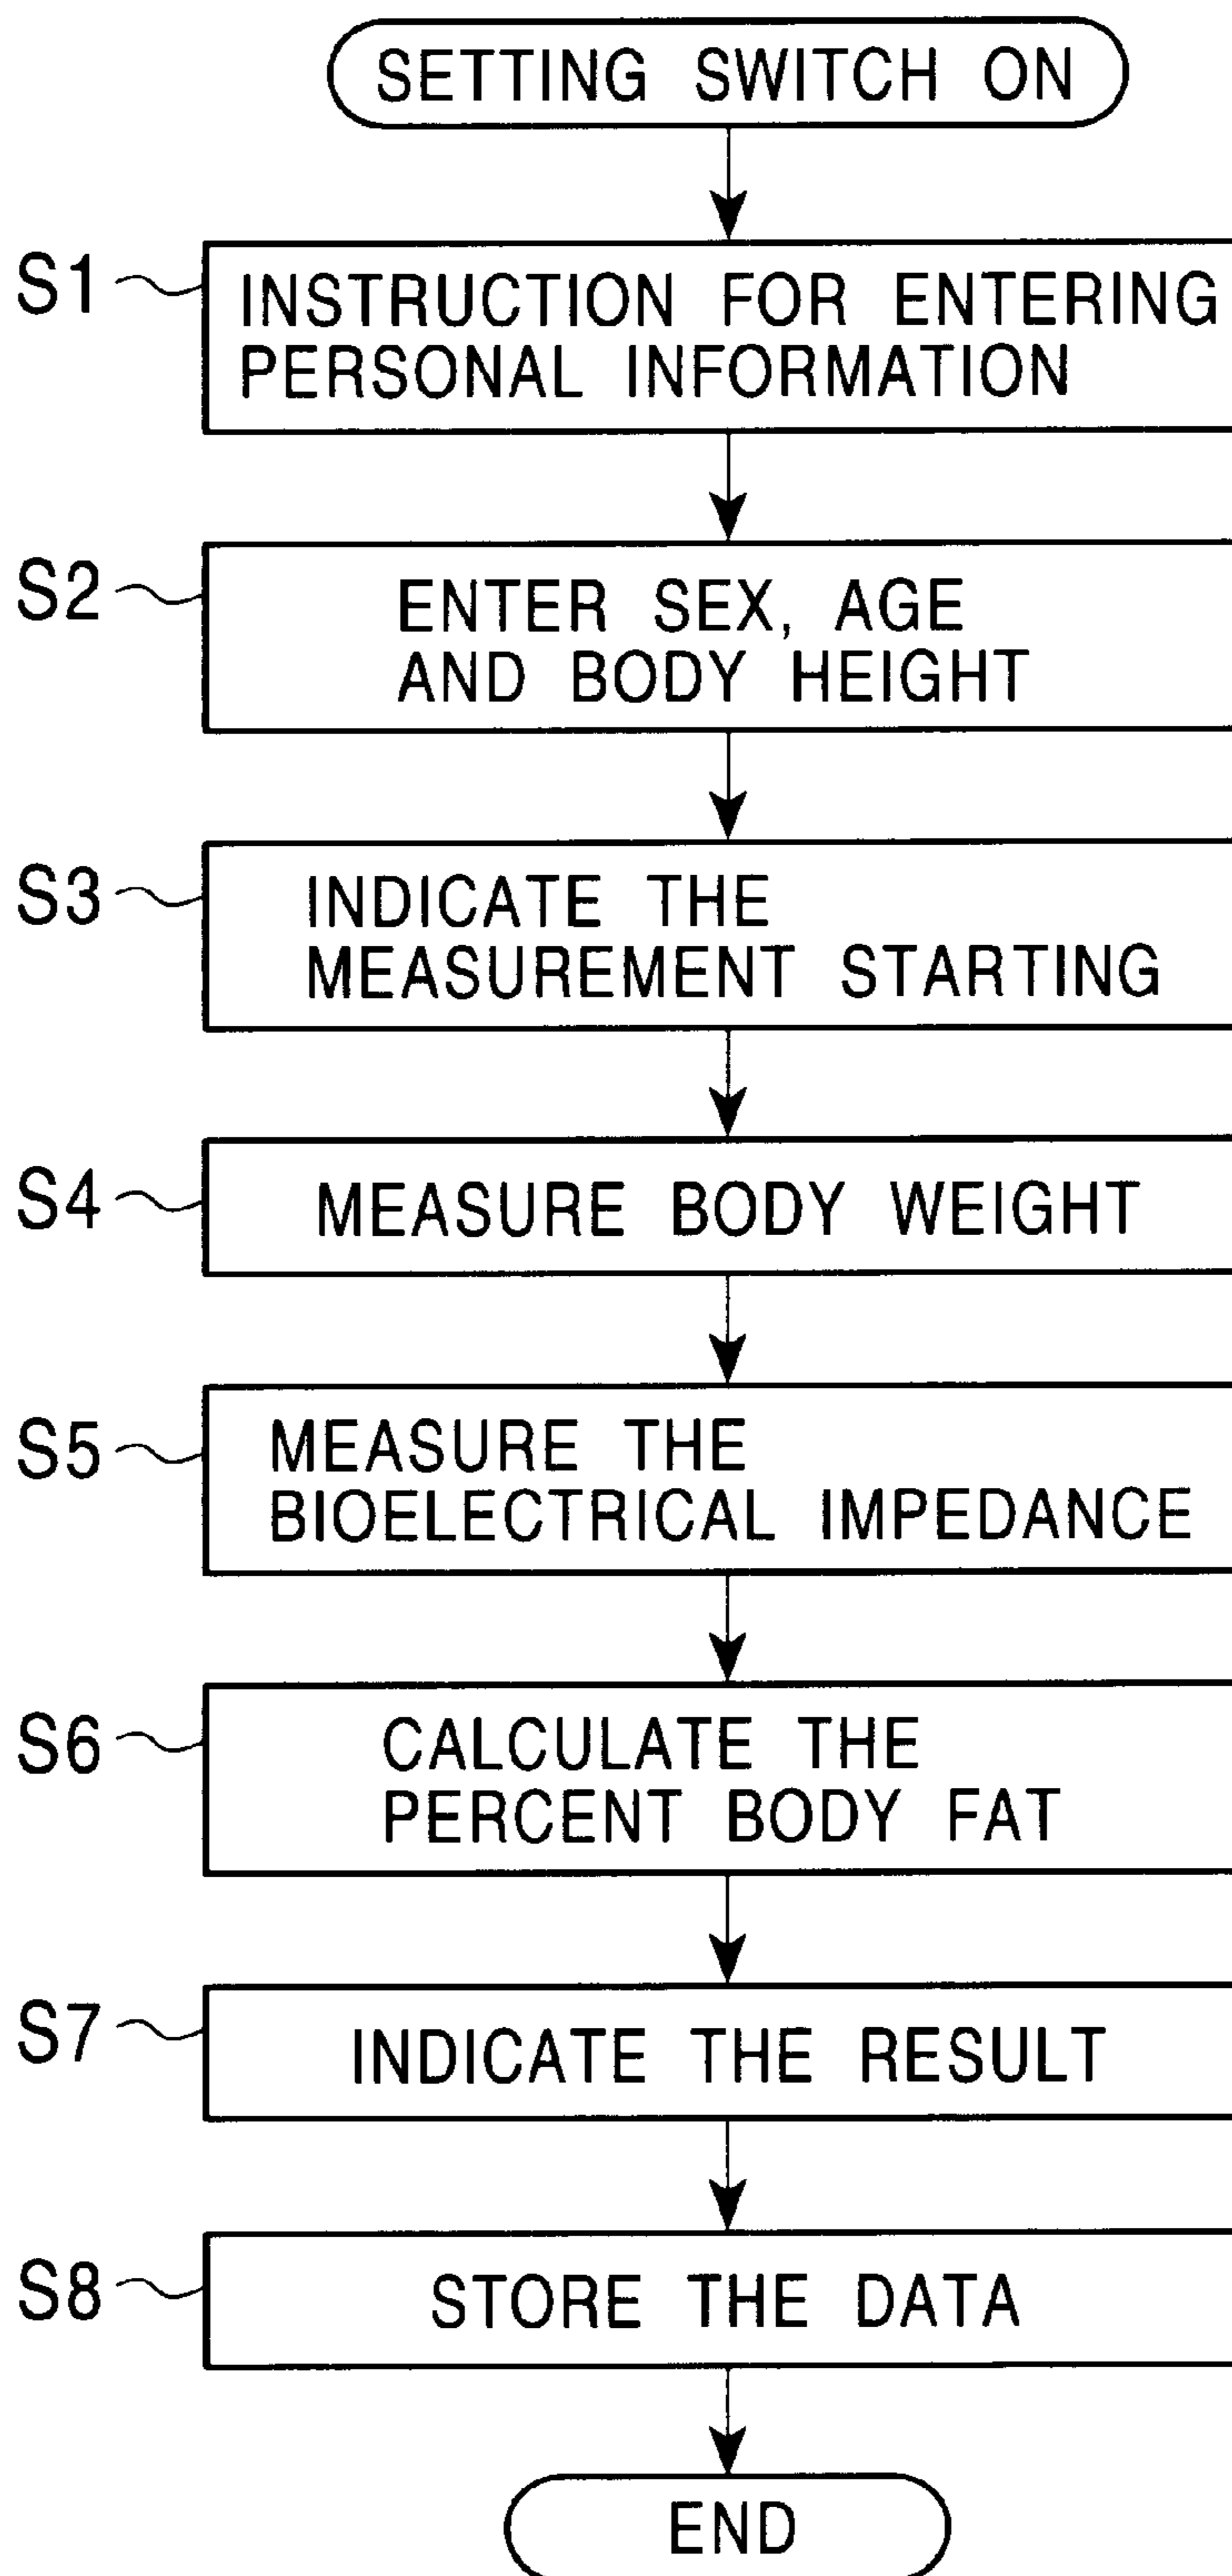 SETTING SWITCH ON
S1
INSTRUCTION FOR ENTERING
PERSONAL INFORMATION
S2
ENTER SEX, AGE
AND BODY HEIGHT
S3
INDICATE THE
MEASUREMENT STARTING
S4
MEASURE BODY WEIGHT
S5
MEASURE THE
BIOELECTRICAL IMPEDANCE
S6
CALCULATE THE
PERCENT BODY FAT
S7
INDICATE THE RESULT
S8
STORE THE DATA
END